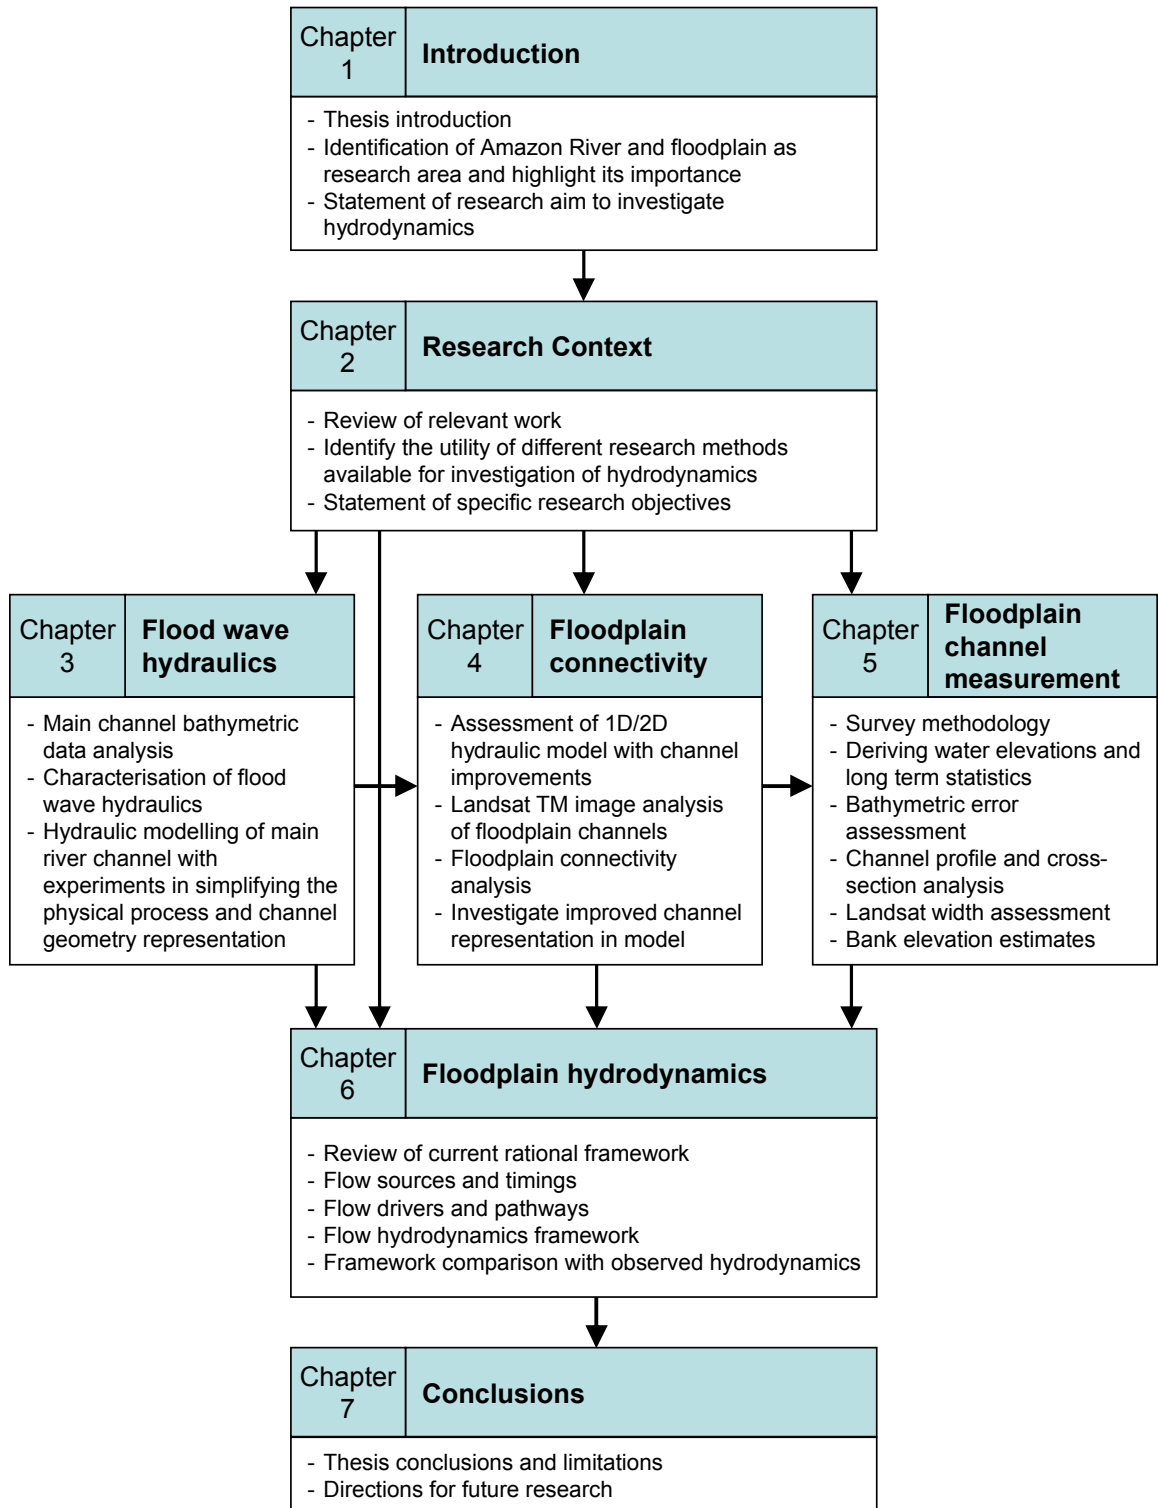 Chapter
1
Introduction
- Thesis introduction
- Identification of Amazon River and floodplain as
research area and highlight its importance
- Statement of research aim to investigate
hydrodynamics
Chapter
2
Research Context
- Review of relevant work
- Identify the utility of different research methods
available for investigation of hydrodynamics
- Statement of specific research objectives
Chapter
3
Flood wave
hydraulics
- Main channel bathymetric
data analysis
- Characterisation of flood
wave hydraulics
- Hydraulic modelling of main
river channel with
experiments in simplifying the
physical process and channel
geometry representation
Chapter
4
Floodplain
connectivity
- Assessment of 1D/2D
hydraulic model with channel
improvements
- Landsat TM image analysis
of floodplain channels
- Floodplain connectivity
analysis
- Investigate improved channel
representation in model
Chapter
5
Floodplain
channel
measurement
- Survey methodology
- Deriving water elevations and
long term statistics
- Bathymetric error
assessment
- Channel profile and cross-
section analysis
- Landsat width assessment
- Bank elevation estimates
Chapter
6
Floodplain hydrodynamics
- Review of current rational framework
- Flow sources and timings
- Flow drivers and pathways
- Flow hydrodynamics framework
- Framework comparison with observed hydrodynamics
Chapter
7
Conclusions
- Thesis conclusions and limitations
- Directions for future research